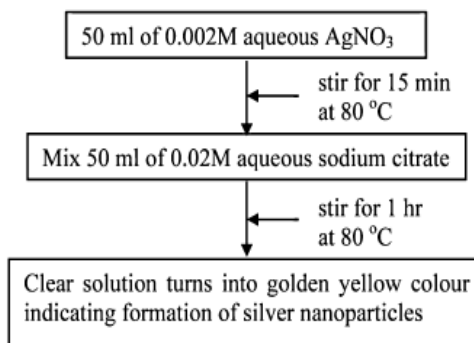 50 ml of 0.002M aqueous AgNO₃
stir for 15 min
at 80 °C
Mix 50 ml of 0.02M aqueous sodium citrate
stir for 1 hr
at 80 °C
Clear solution turns into golden yellow colour
indicating formation of silver nanoparticles